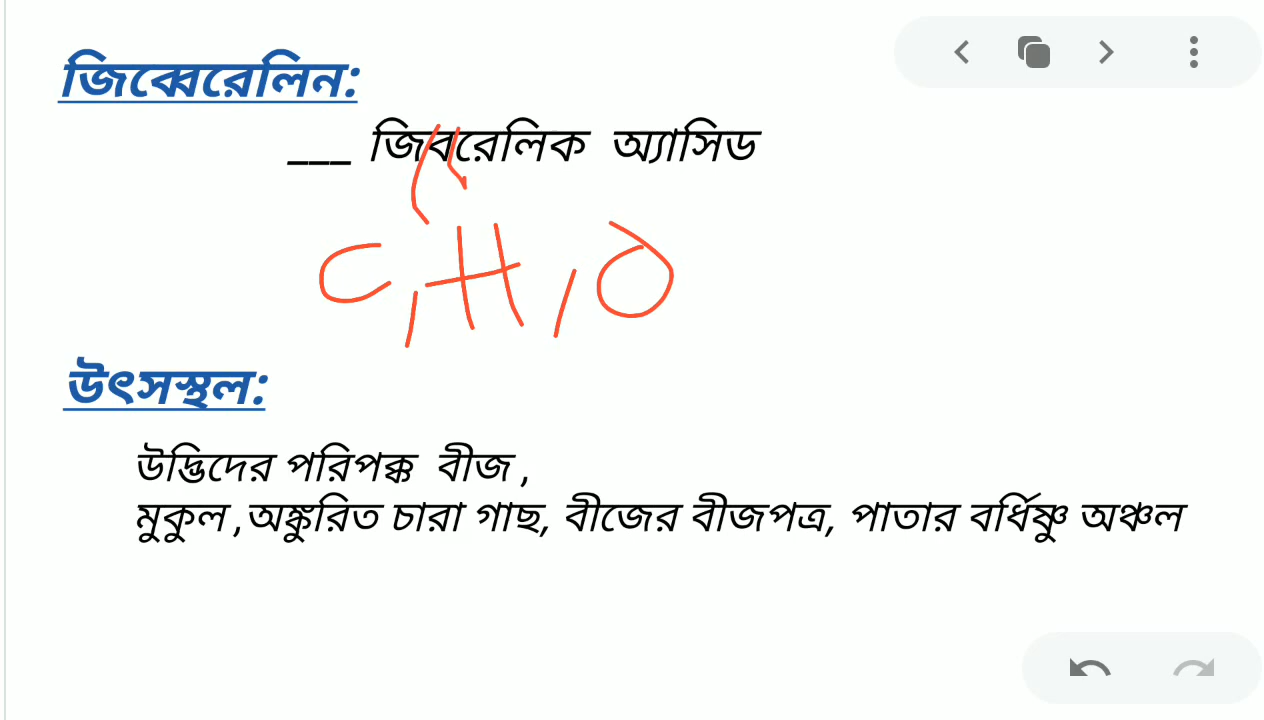 জিব্বেরেলিন:
___ জিবরেলিক অ্যাসিড
C, H, O
উৎসস্থল:
উদ্ভিদের পরিপক্ক বীজ ,
মুকুল ,অঙ্কুরিত চারা গাছ, বীজের বীজপত্র, পাতার বর্ধিষ্ণু অঞ্চল